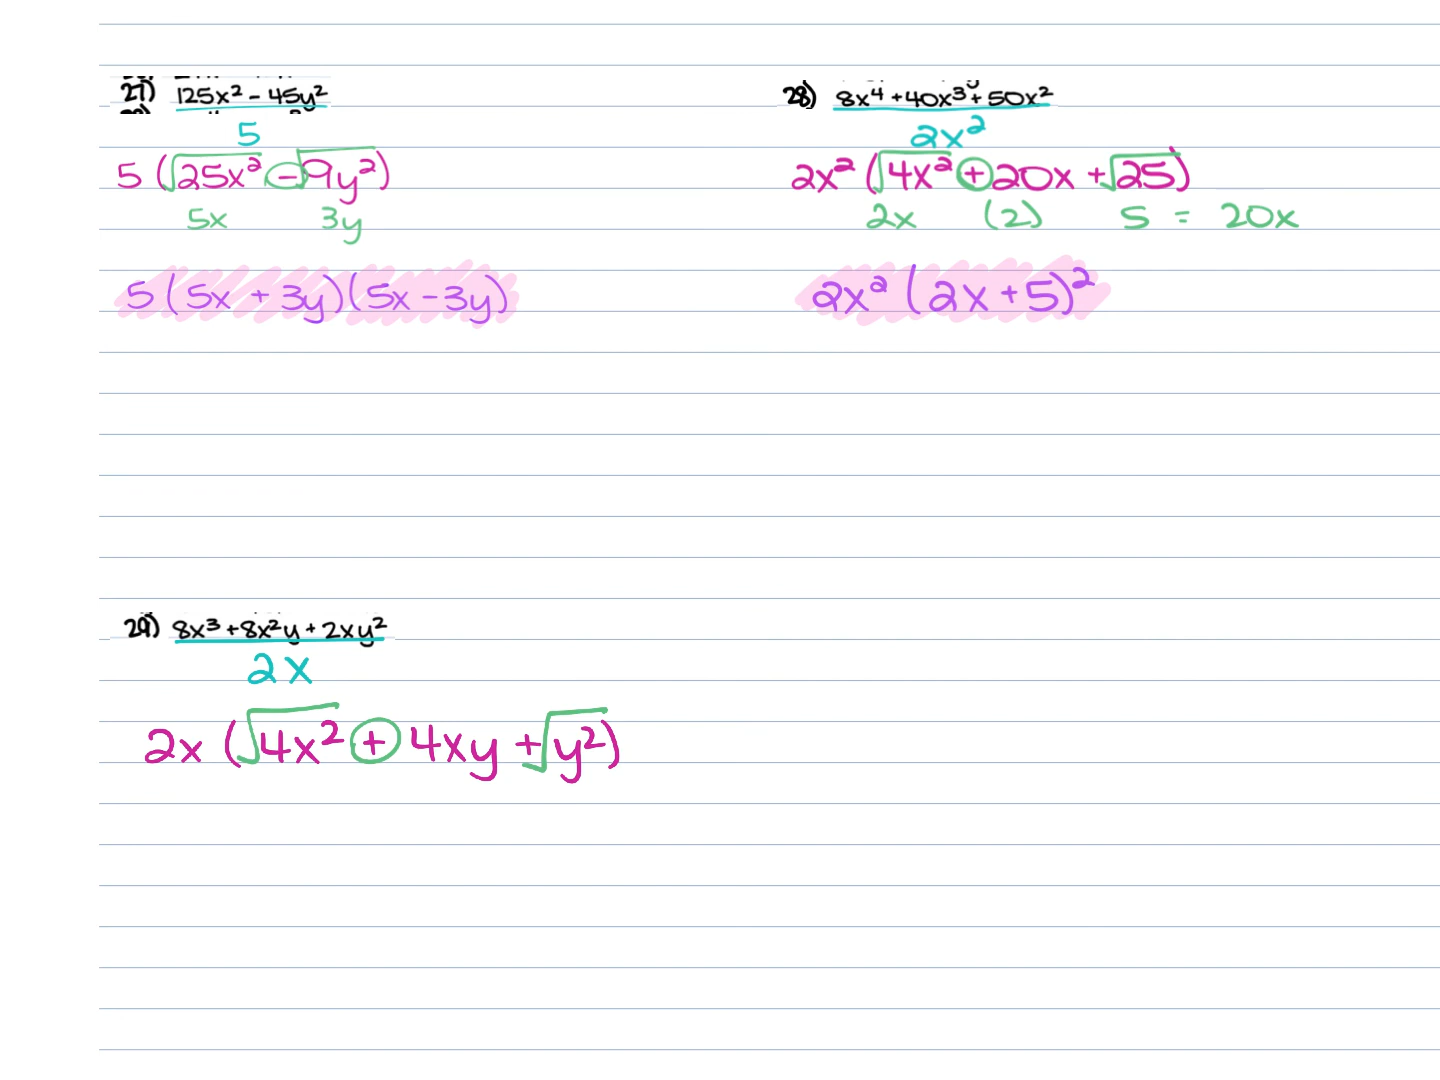 27) 125x² - 45y²
5
5 (√25x² - √9y²)
5x 3y
5 (5x + 3y)(5x - 3y)
28) 8x⁴ + 40x³ + 50x²
2x²
2x² (√4x² + 20x + √25)
2x (2) 5 = 20x
2x² (2x + 5)²
29) 8x³ + 8x²y + 2xy²
2x
2x (√4x² + 4xy + √y²)